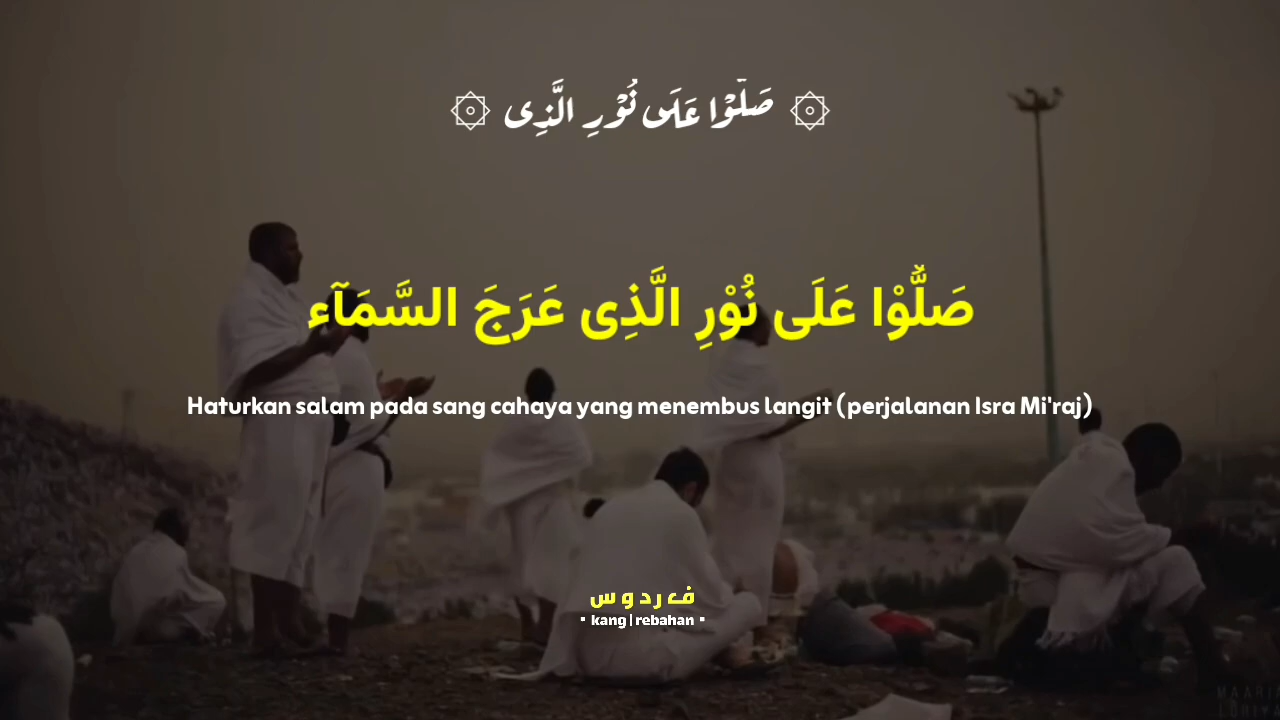 ۞ صَلُّوْا عَلَى نُوْرِ الَّذِى ۞
صَلُّوْا عَلَى نُوْرِ الَّذِى عَرَجَ السَّمَآء
Haturkan salam pada sang cahaya yang menembus langit (perjalanan Isra Mi'raj)
فردوس
• kang|rebahan •